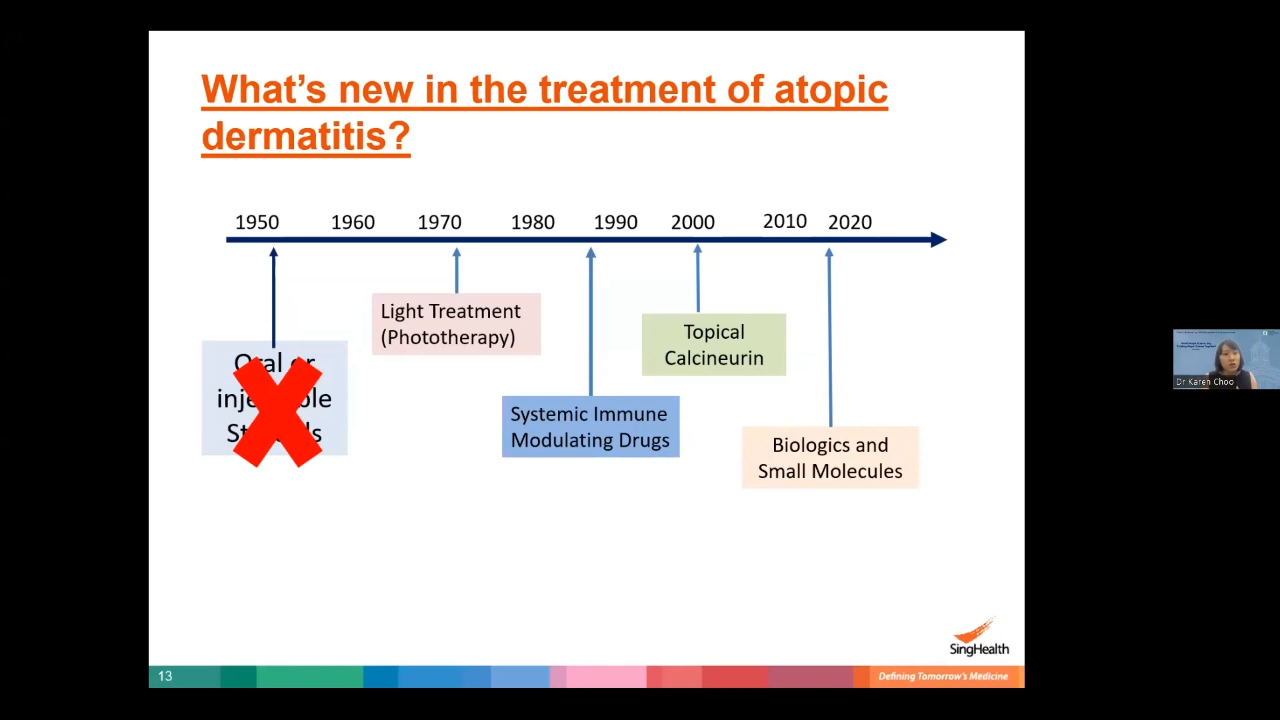 What's new in the treatment of atopic
dermatitis?
1950 1960 1970 1980 1990 2000 2010 2020
Light Treatment
(Phototherapy)
Topical
Calcineurin
Oral or
Systemic Immune
Modulating Drugs
Biologics and
Small Molecules
Dr Karen Choo
SingHealth
13
Defining Tomorrow's Medicine